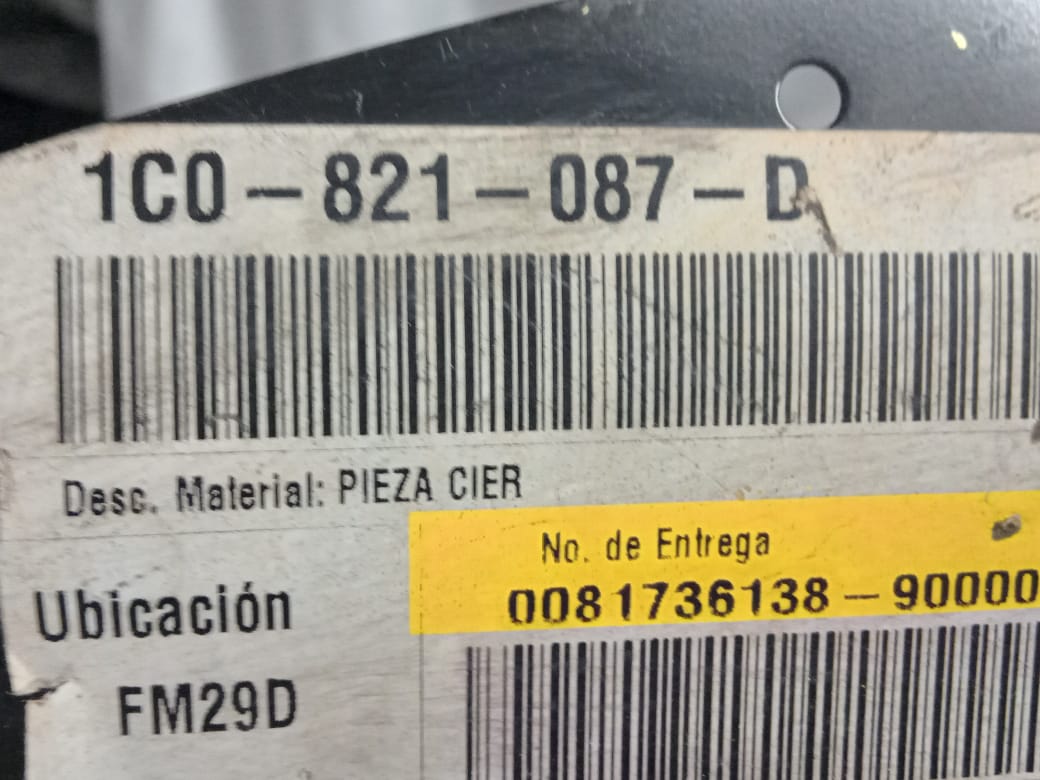 1C0-821-087-D
Desc. Material: PIEZA CIER
No. de Entrega
0081736138-90000
Ubicación
FM29D